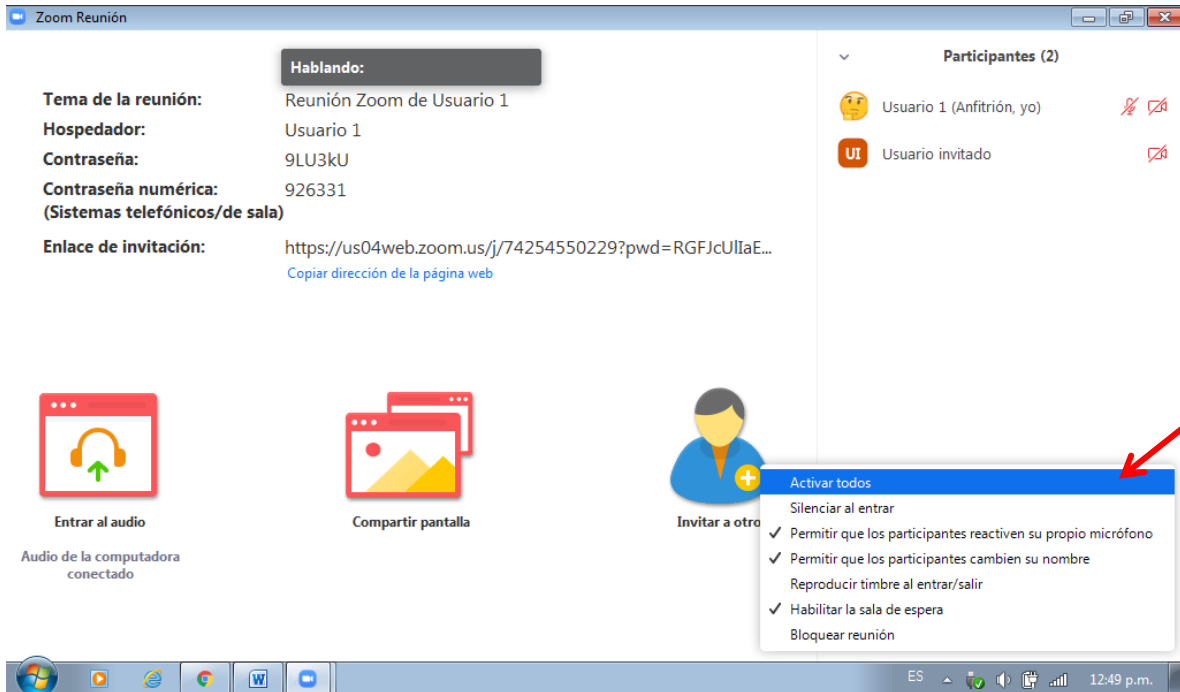 Zoom Reunión
Hablando:
Tema de la reunión: Reunión Zoom de Usuario 1
Hospedador: Usuario 1
Contraseña: 9LU3kU
Contraseña numérica: 926331
(Sistemas telefónicos/de sala)
Enlace de invitación: https://us04web.zoom.us/j/74254550229?pwd=RGFJcUlIaE...
Copiar dirección de la página web
Entrar al audio
Audio de la computadora
conectado
Compartir pantalla
Invitar a otro
Participantes (2)
Usuario 1 (Anfitrión, yo)
UI Usuario invitado
Activar todos
Silenciar al entrar
Permitir que los participantes reactiven su propio micrófono
Permitir que los participantes cambien su nombre
Reproducir timbre al entrar/salir
Habilitar la sala de espera
Bloquear reunión
W
ES 12:49 p.m.